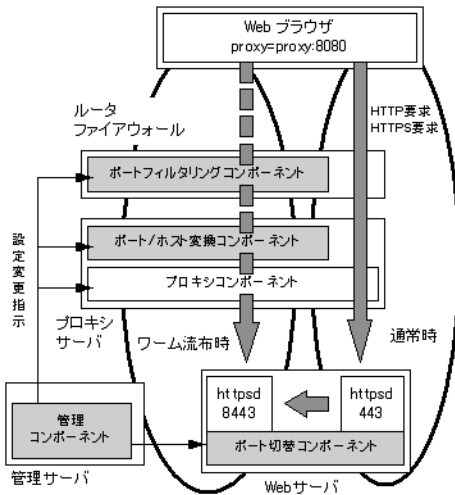 Web ブラウザ
proxy=proxy:8080
ルータ
ファイアウォール
HTTP要求
HTTPS要求
ポートフィルタリングコンポーネント
ポート/ホスト変換コンポーネント
プロキシコンポーネント
設定変更指示
プロキシ
サーバ
ワーム流布時
通常時
httpsd
8443
httpsd
443
管理
コンポーネント
ポート切替コンポーネント
管理サーバ
Webサーバ